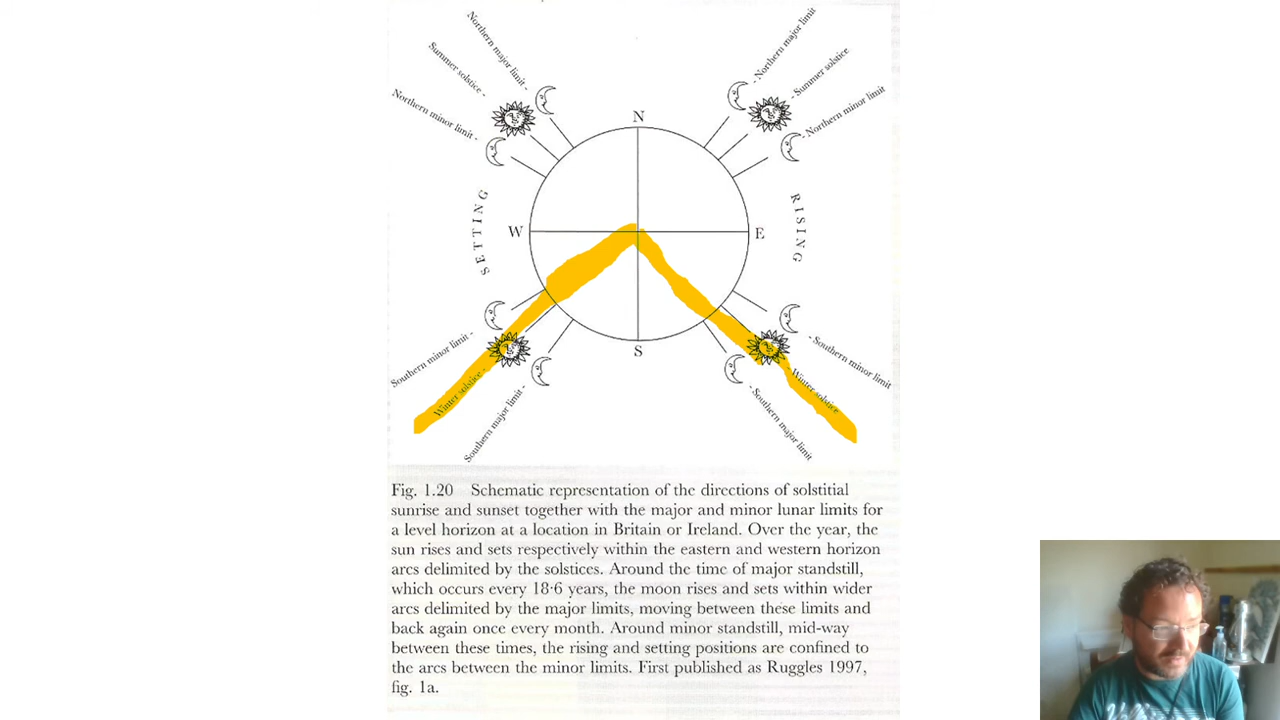 Northern major limit -
Summer solstice -
Northern minor limit -
- Northern major limit
- Summer solstice
- Northern minor limit
N
SETTING
W
E
RISING
S
Southern minor limit -
Winter solstice -
Southern major limit -
- Southern minor limit
- Winter solstice
- Southern major limit
Fig. 1.20 Schematic representation of the directions of solstitial
sunrise and sunset together with the major and minor lunar limits for
a level horizon at a location in Britain or Ireland. Over the year, the
sun rises and sets respectively within the eastern and western horizon
arcs delimited by the solstices. Around the time of major standstill,
which occurs every 18·6 years, the moon rises and sets within wider
arcs delimited by the major limits, moving between these limits and
back again once every month. Around minor standstill, mid-way
between these times, the rising and setting positions are confined to
the arcs between the minor limits. First published as Ruggles 1997,
fig. 1a.